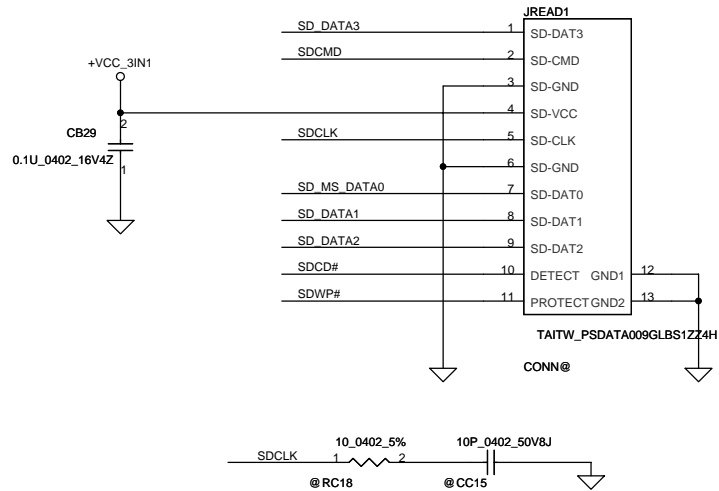 JREAD1
SD_DATA3 1 SD-DAT3
SDCMD 2 SD-CMD
+VCC_3IN1
3 SD-GND
4 SD-VCC
2
CB29
SDCLK 5 SD-CLK
0.1U_0402_16V4Z
1
6 SD-GND
SD_MS_DATA0 7 SD-DAT0
SD_DATA1 8 SD-DAT1
SD_DATA2 9 SD-DAT2
SDCD# 10 DETECT GND1 12
SDWP# 11 PROTECT GND2 13
TAITW_PSDATA009GLBS1ZZ4H
CONN@
10_0402_5% 10P_0402_50V8J
SDCLK 1 2
@RC18 @CC15